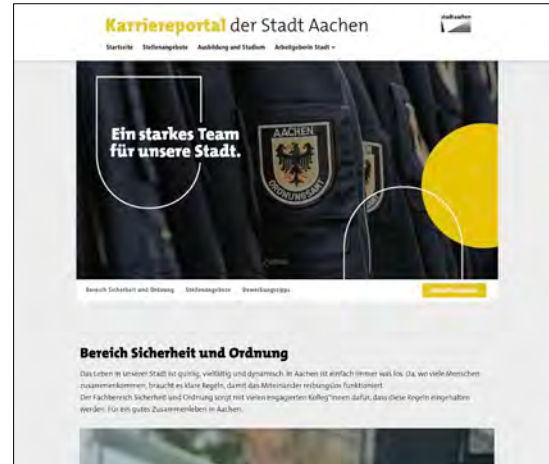 Karriereportal der Stadt Aachen
stadt aachen
Startseite Stellenangebote Ausbildung und Studium Arbeitgeberin Stadt
Ein starkes Team
für unsere Stadt.
AACHEN
ORDNUNGSAMT
Bereich Sicherheit und Ordnung Stellenangebote Bewerbungstipps
Bereich Sicherheit und Ordnung
Das Leben in unserer Stadt ist quirlig, vielfältig und dynamisch. In Aachen ist einfach immer was los. Da, wo viele Menschen
zusammenkommen, braucht es klare Regeln, damit das Miteinander reibungslos funktioniert.
Der Fachbereich Sicherheit und Ordnung sorgt mit vielen engagierten Kolleg*innen dafür, dass diese Regeln eingehalten
werden. Für ein gutes Zusammenleben in Aachen.